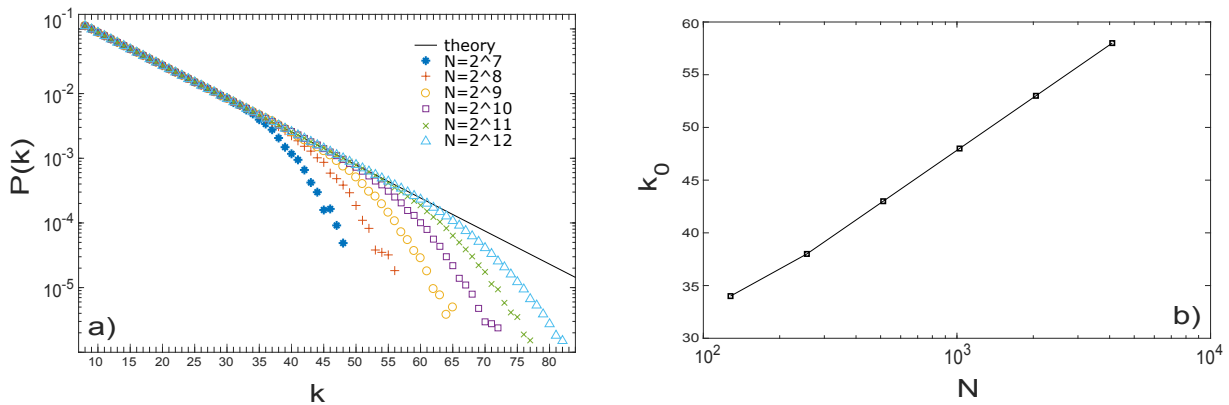 10^-1
10^-2
10^-3
10^-4
10^-5
P(k)
theory
N=2^7
N=2^8
N=2^9
N=2^10
N=2^11
N=2^12
a)
10 15 20 25 30 35 40 45 50 55 60 65 70 75 80
k
60
55
50
45
40
35
30
k_0
b)
10^2 10^3 10^4
N